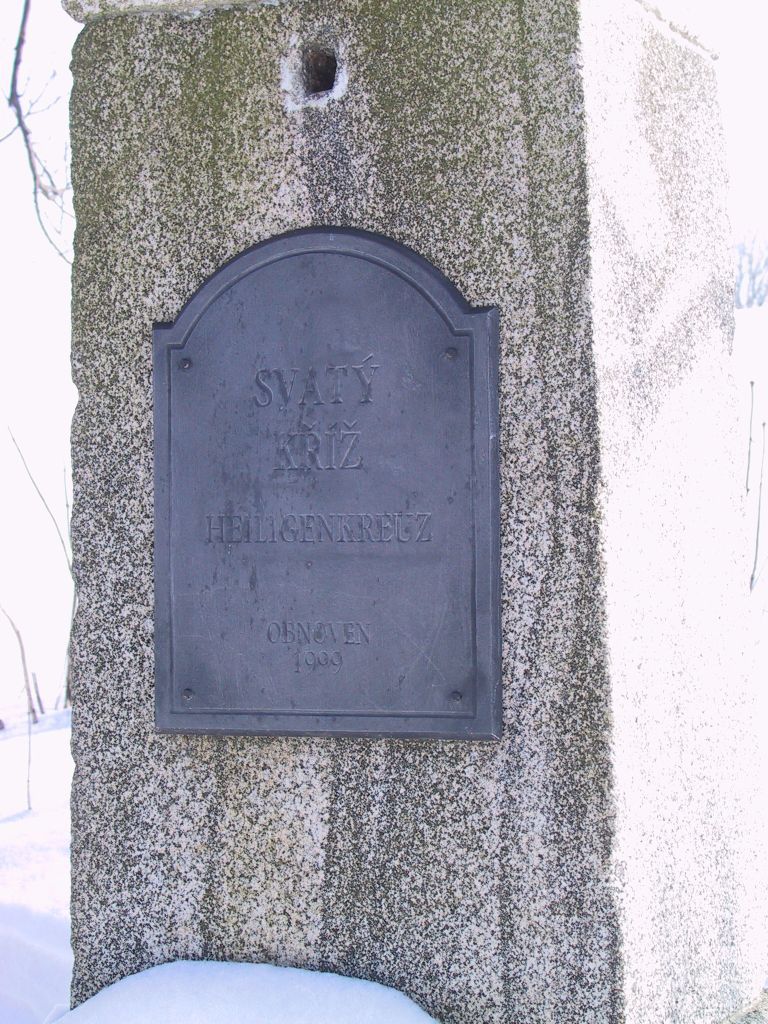 SVATÝ
KŘÍŽ
HEILIGENKREUZ
OBNOVEN
1999